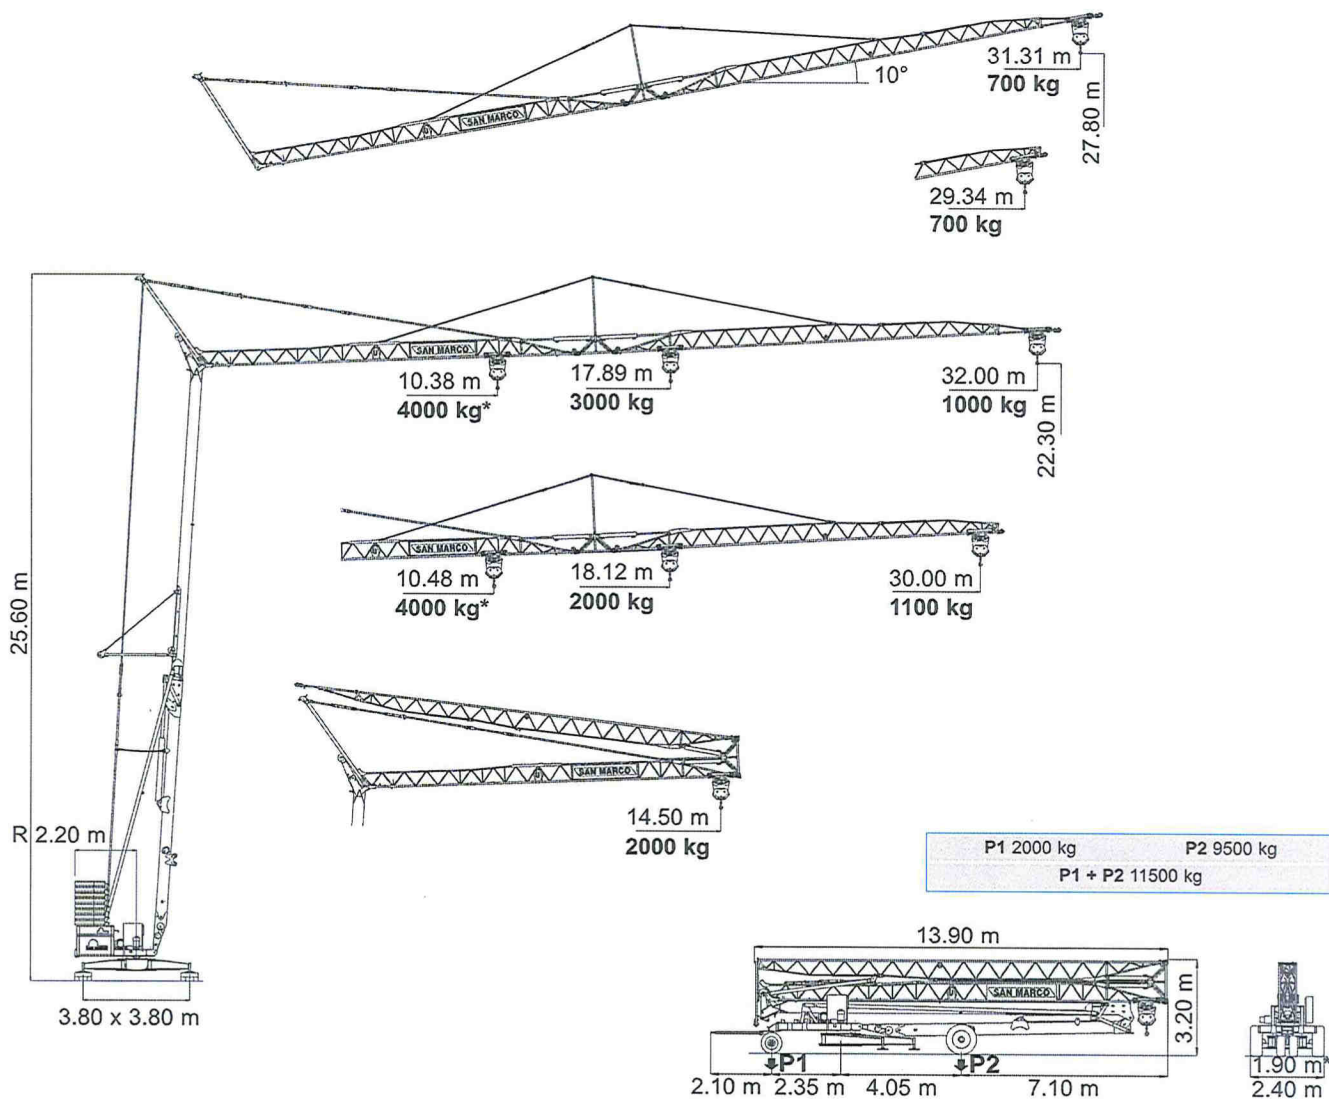 SAN MARCO
10°
31.31 m
700 kg
27.80 m
29.34 m
700 kg
SAN MARCO
10.38 m
4000 kg*
17.89 m
3000 kg
32.00 m
1000 kg
22.30 m
25.60 m
SAN MARCO
10.48 m
4000 kg*
18.12 m
2000 kg
30.00 m
1100 kg
SAN MARCO
14.50 m
2000 kg
R 2.20 m
3.80 x 3.80 m
P1 2000 kg P2 9500 kg
P1 + P2 11500 kg
13.90 m
SAN MARCO
3.20 m
P1
P2
2.10 m 2.35 m 4.05 m 7.10 m
1.90 m
2.40 m